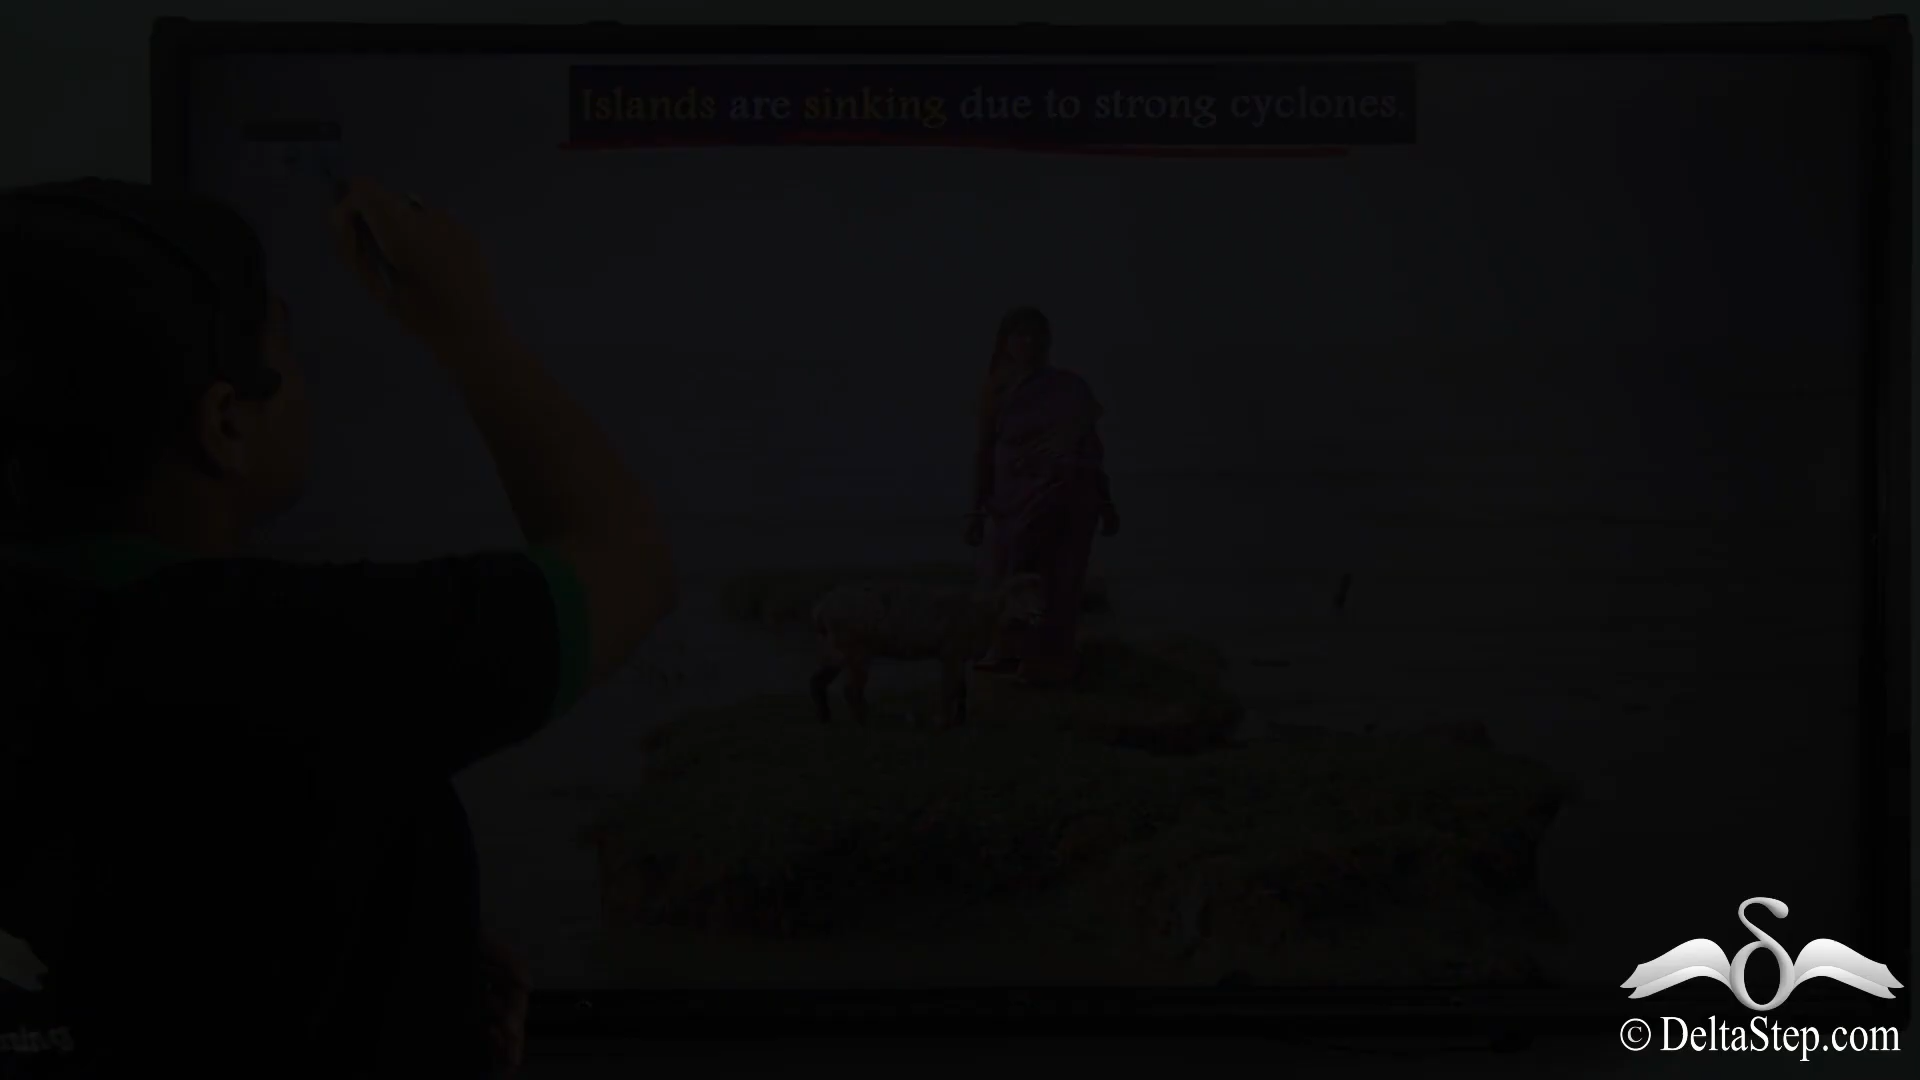 Islands are sinking due to strong cyclones.
© DeltaStep.com